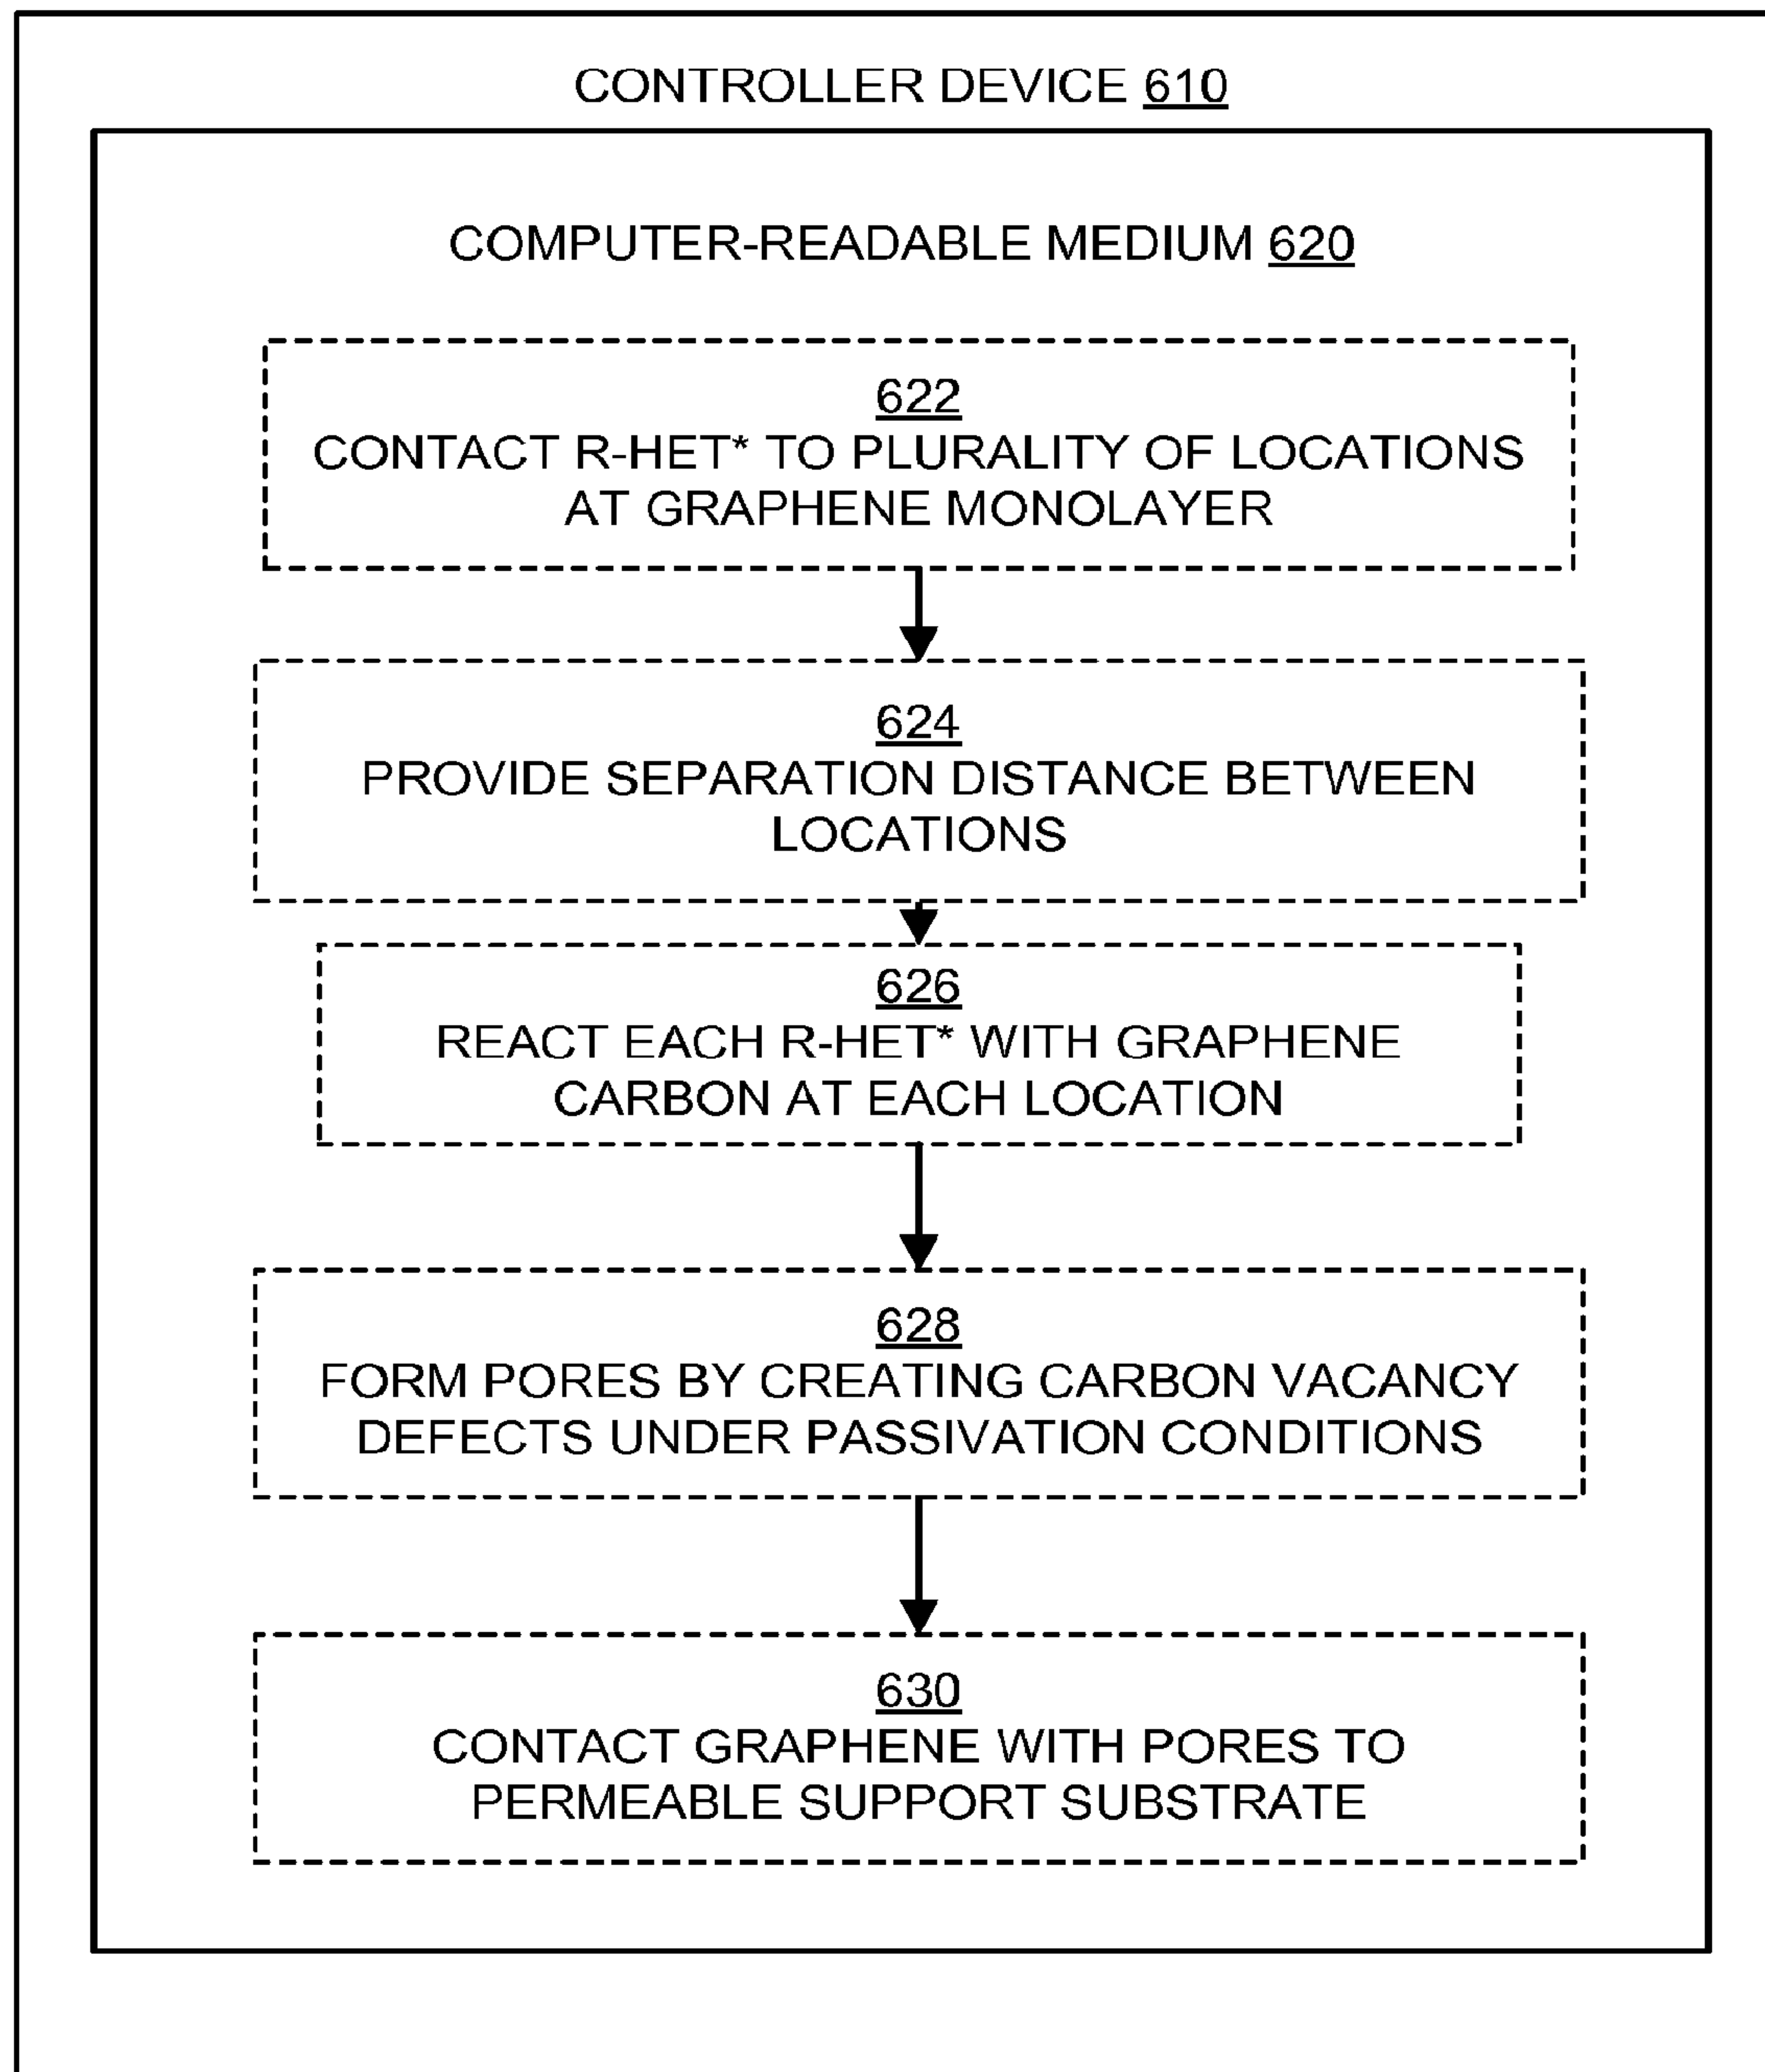 CONTROLLER DEVICE 610
COMPUTER-READABLE MEDIUM 620
622
CONTACT R-HET* TO PLURALITY OF LOCATIONS
AT GRAPHENE MONOLAYER
624
PROVIDE SEPARATION DISTANCE BETWEEN
LOCATIONS
626
REACT EACH R-HET* WITH GRAPHENE
CARBON AT EACH LOCATION
628
FORM PORES BY CREATING CARBON VACANCY
DEFECTS UNDER PASSIVATION CONDITIONS
630
CONTACT GRAPHENE WITH PORES TO
PERMEABLE SUPPORT SUBSTRATE